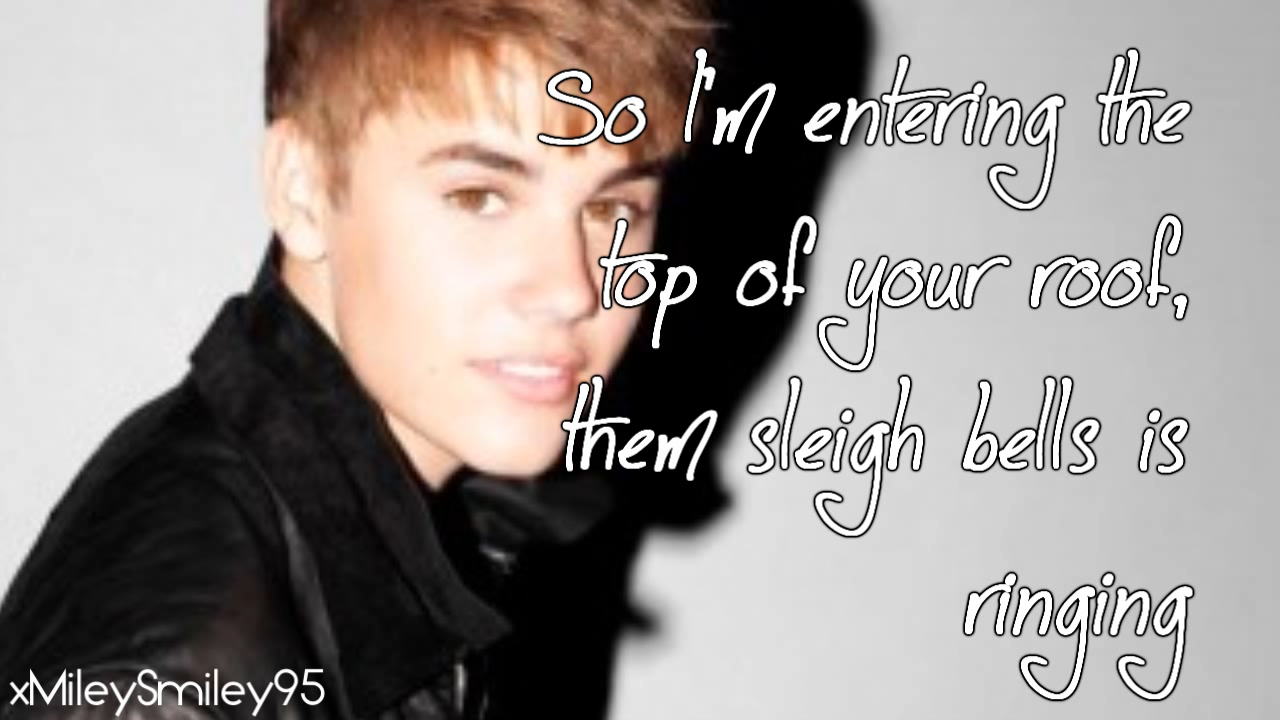 So I'm entering the
top of your roof,
them sleigh bells is
ringing
xMileySmiley95